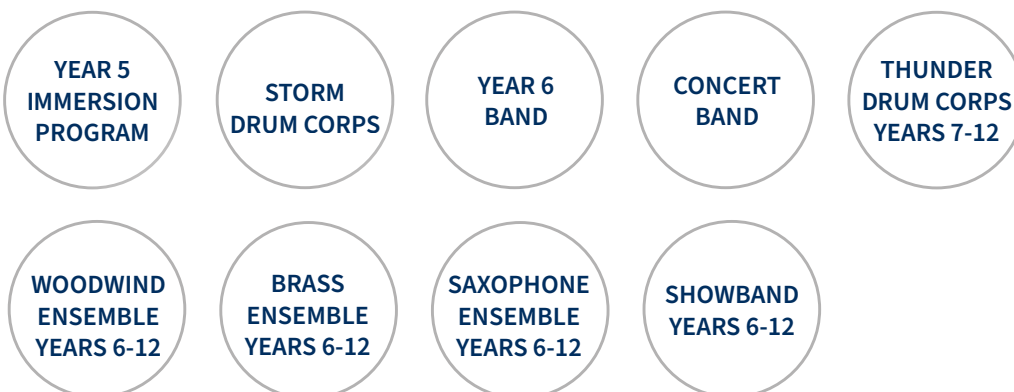 YEAR 5
IMMERSION
PROGRAM
STORM
DRUM CORPS
YEAR 6
BAND
CONCERT
BAND
THUNDER
DRUM CORPS
YEARS 7-12
WOODWIND
ENSEMBLE
YEARS 6-12
BRASS
ENSEMBLE
YEARS 6-12
SAXOPHONE
ENSEMBLE
YEARS 6-12
SHOWBAND
YEARS 6-12